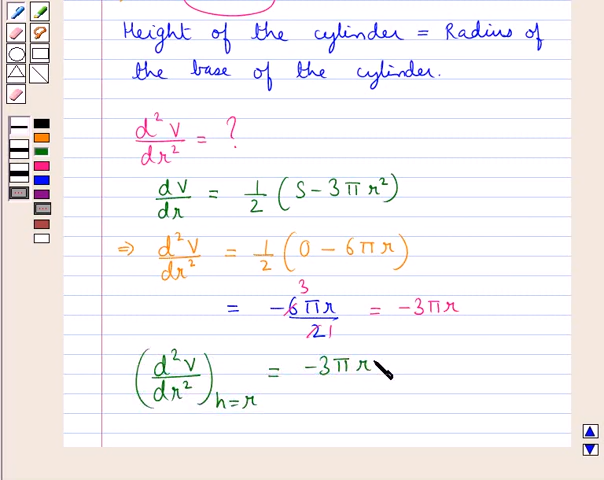 Height of the cylinder = Radius of
the base of the cylinder.
d²V/dr² = ?
dV/dr = 1/2 (S - 3πr²)
⇒ d²V/dr² = 1/2 (0 - 6πr)
= -6πr/2 3 1 = -3πr
(d²V/dr²)h=r = -3πr